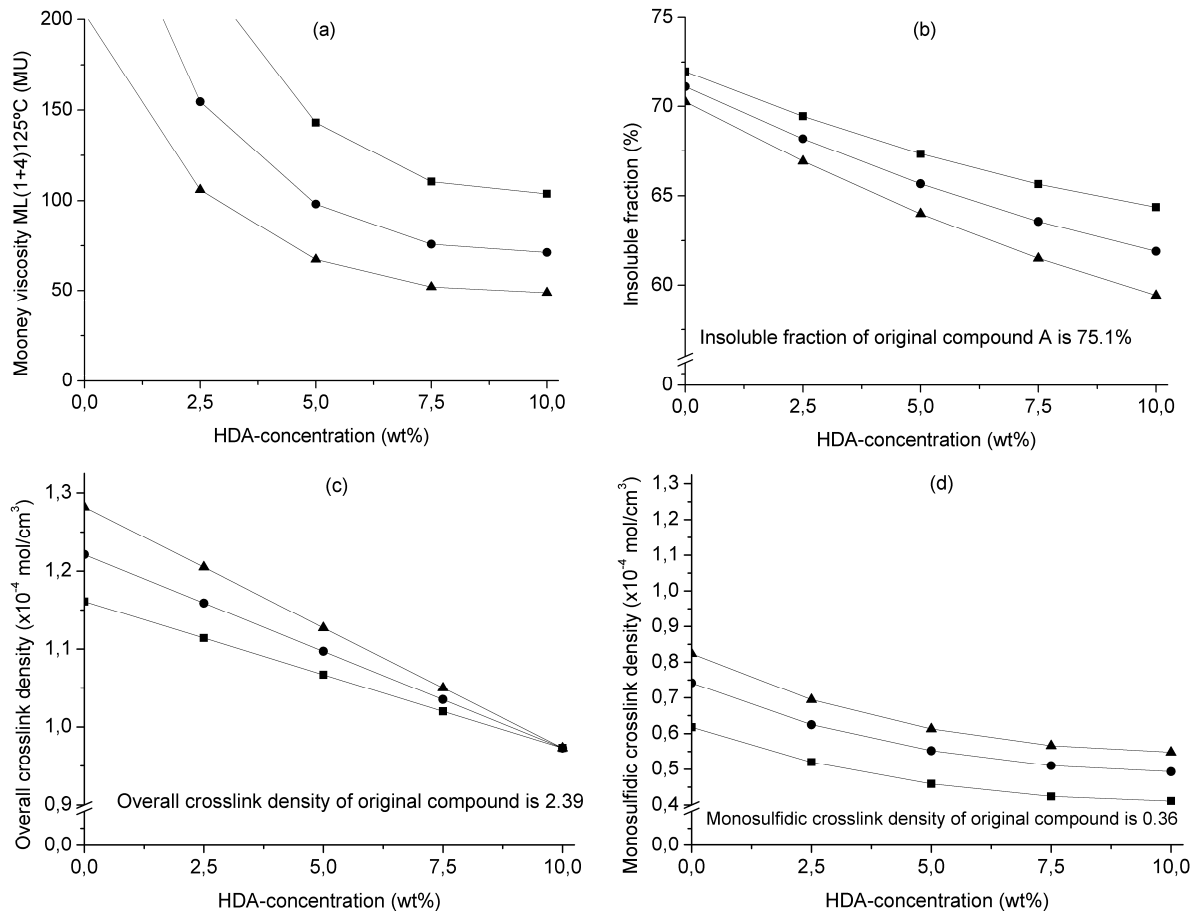 (a)
200
150
100
50
0
0,0 2,5 5,0 7,5 10,0
Mooney viscosity ML(1+4)125ºC (MU)
HDA-concentration (wt%)
(b)
75
70
65
60
0
0,0 2,5 5,0 7,5 10,0
Insoluble fraction (%)
Insoluble fraction of original compound A is 75.1%
HDA-concentration (wt%)
(c)
1,3
1,2
1,1
1,0
0,9
0,0
0,0 2,5 5,0 7,5 10,0
Overall crosslink density (x10⁻⁴ mol/cm³)
Overall crosslink density of original compound is 2.39
HDA-concentration (wt%)
(d)
1,3
1,2
1,1
1,0
0,9
0,8
0,7
0,6
0,5
0,4
0,0
0,0 2,5 5,0 7,5 10,0
Monosulfidic crosslink density (x10⁻⁴ mol/cm³)
Monosulfidic crosslink density of original compound is 0.36
HDA-concentration (wt%)